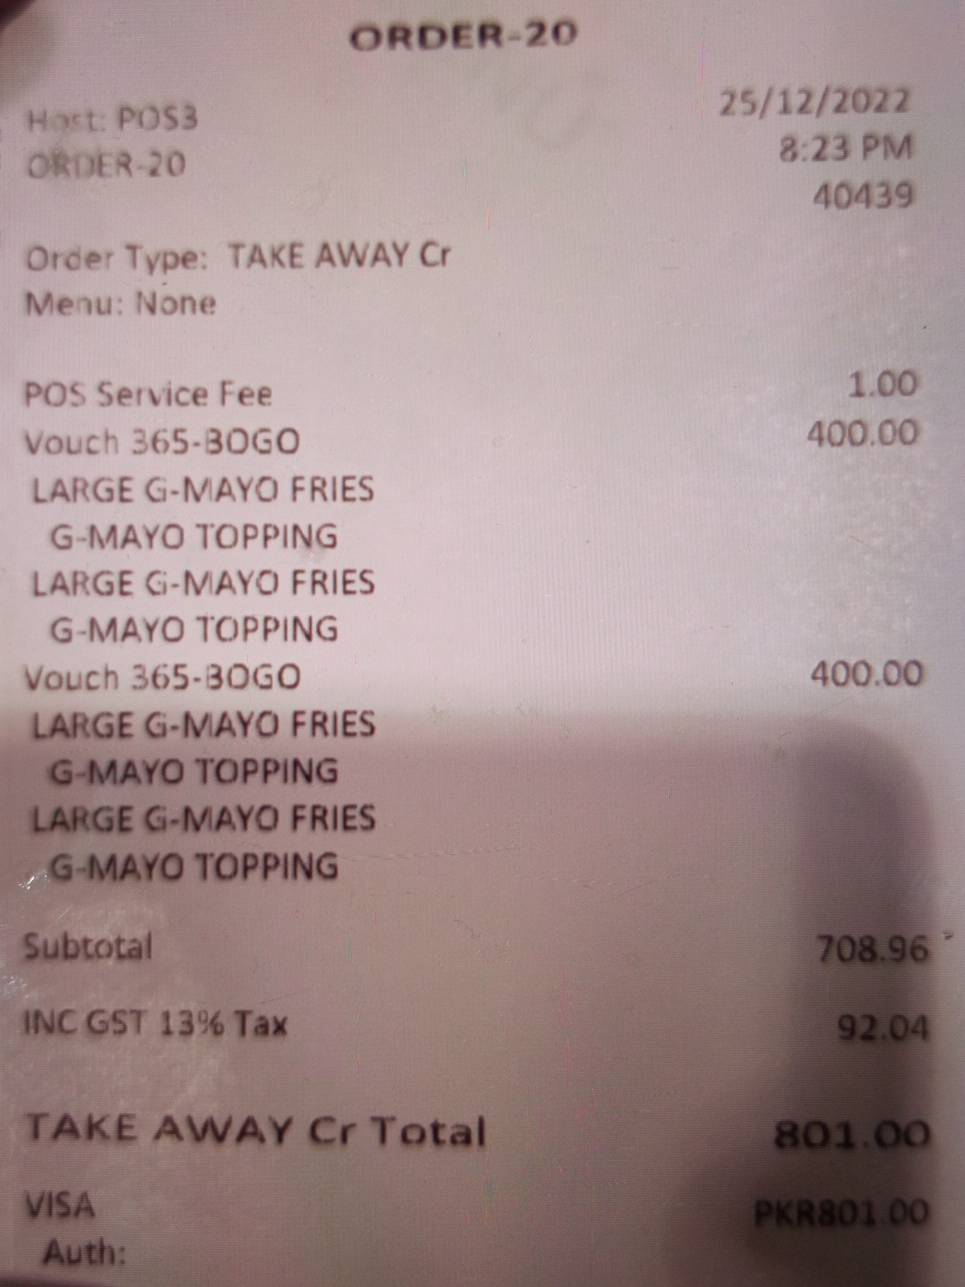 ORDER-20
Host: POS3 25/12/2022
ORDER-20 8:23 PM
40439
Order Type: TAKE AWAY Cr
Menu: None
POS Service Fee 1.00
Vouch 365-BOGO 400.00
LARGE G-MAYO FRIES
G-MAYO TOPPING
LARGE G-MAYO FRIES
G-MAYO TOPPING
Vouch 365-BOGO 400.00
LARGE G-MAYO FRIES
G-MAYO TOPPING
LARGE G-MAYO FRIES
G-MAYO TOPPING
Subtotal 708.96
INC GST 13% Tax 92.04
TAKE AWAY Cr Total 801.00
VISA PKR801.00
Auth: